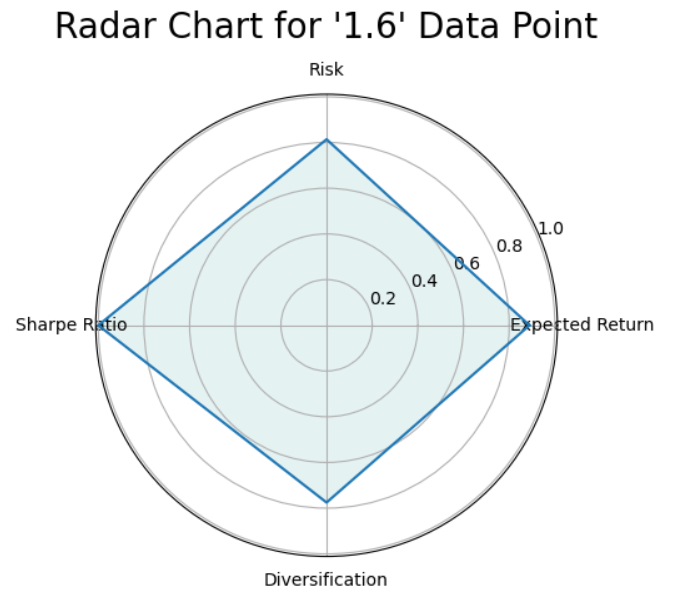 Radar Chart for '1.6' Data Point
Risk
1.0
0.8
0.6
0.4
0.2
Sharpe Ratio
Expected Return
Diversification